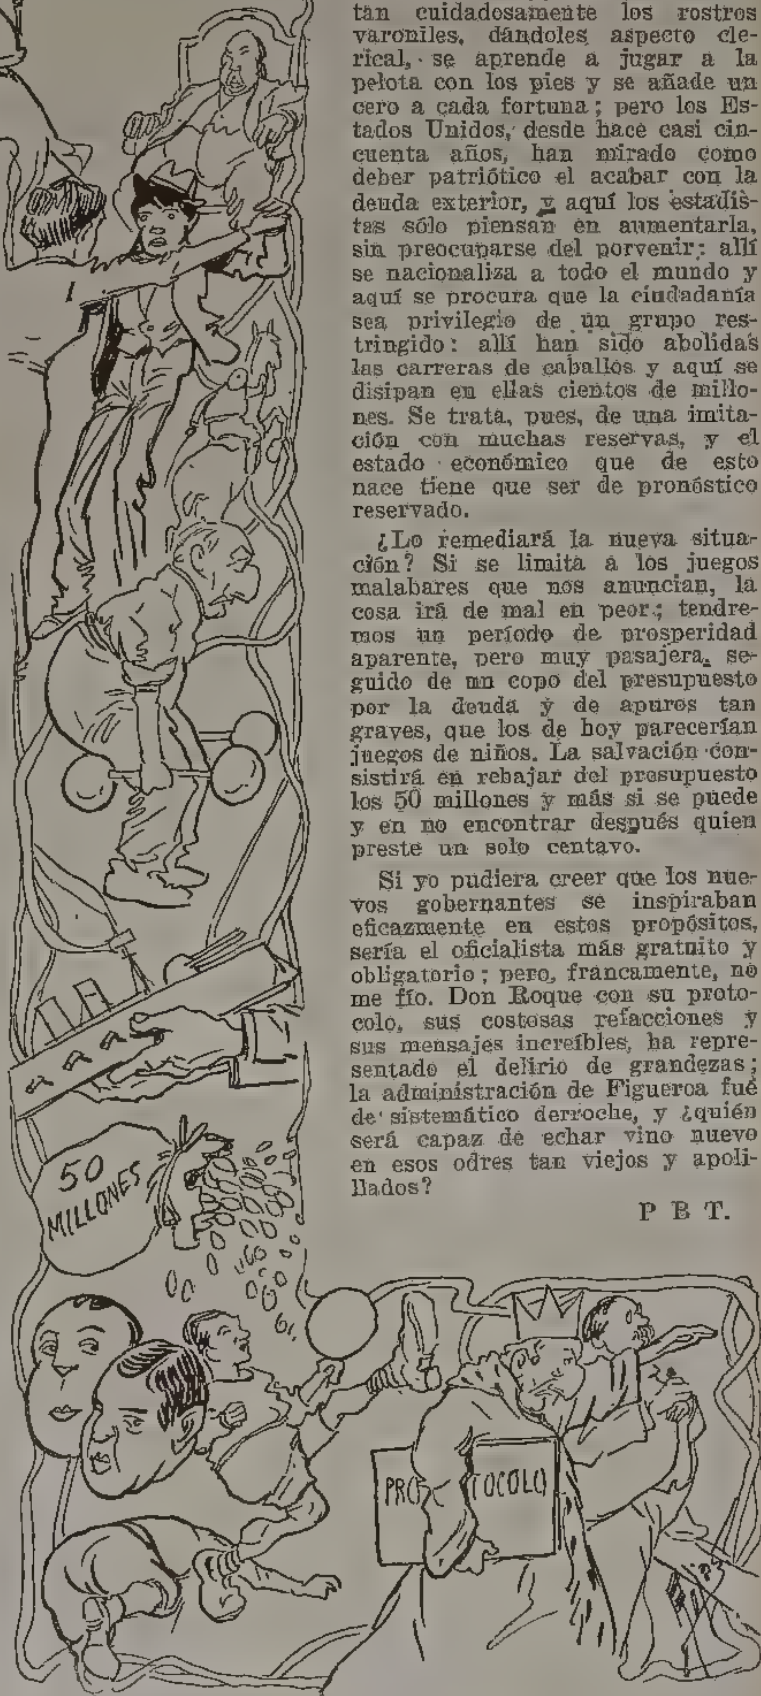 tan cuidadosamente los rostros
varoniles, dándoles aspecto cle-
rical, se aprende a jugar a la
pelota con los pies y se añade un
cero a cada fortuna; pero los Es-
tados Unidos, desde hace casi cin-
cuenta años, han mirado como
deber patriótico el acabar con la
deuda exterior, y aquí los estadis-
tas sólo piensan en aumentarla,
sin preocuparse del porvenir; allí
se nacionaliza a todo el mundo y
aquí se procura que la ciudadanía
sea privilegio de un grupo res-
tringido: allí han sido abolidas
las carreras de caballos y aquí se
disipan en ellas cientos de millo-
nes. Se trata, pues, de una imita-
ción con muchas reservas, y el
estado económico que de esto
nace tiene que ser de pronóstico
reservado.
¿Lo remediará la nueva situa-
ción? Si se limita á los juegos
malabares que nos anuncian, la
cosa irá de mal en peor; tendre-
mos un período de prosperidad
aparente, pero muy pasajera, se-
guido de un copo del presupuesto
por la deuda y de apuros tan
graves, que los de hoy parecerían
juegos de niños. La salvación con-
sistirá en rebajar del presupuesto
los 50 millones y más si se puede
y en no encontrar después quien
preste un solo centavo.
Si yo pudiera creer que los nue-
vos gobernantes se inspiraban
eficazmente en estos propósitos,
sería el oficialista más gratuito y
obligatorio; pero, francamente, no
me fío. Don Roque con su proto-
colo, sus costosas refacciones y
sus mensajes increíbles, ha repre-
sentado el delirio de grandezas;
la administración de Figueroa fué
de sistemático derroche, y ¿quién
será capaz de echar vino nuevo
en esos odres tan viejos y apoli-
llados?
P B T.
50
MILLONES
PROTOCOLO